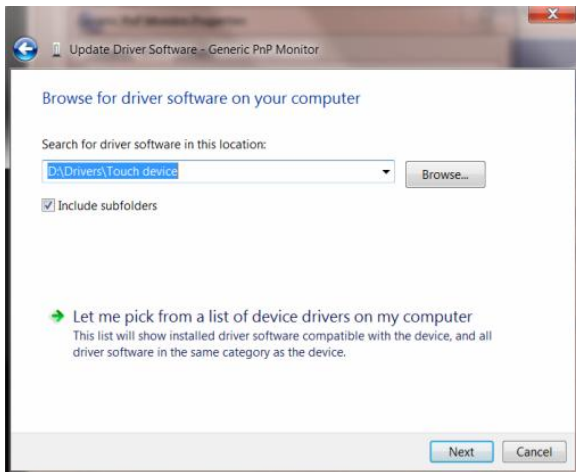 Update Driver Software - Generic PnP Monitor
Browse for driver software on your computer
Search for driver software in this location:
D:\Drivers\Touch device
Browse...
Include subfolders
Let me pick from a list of device drivers on my computer
This list will show installed driver software compatible with the device, and all
driver software in the same category as the device.
Next
Cancel